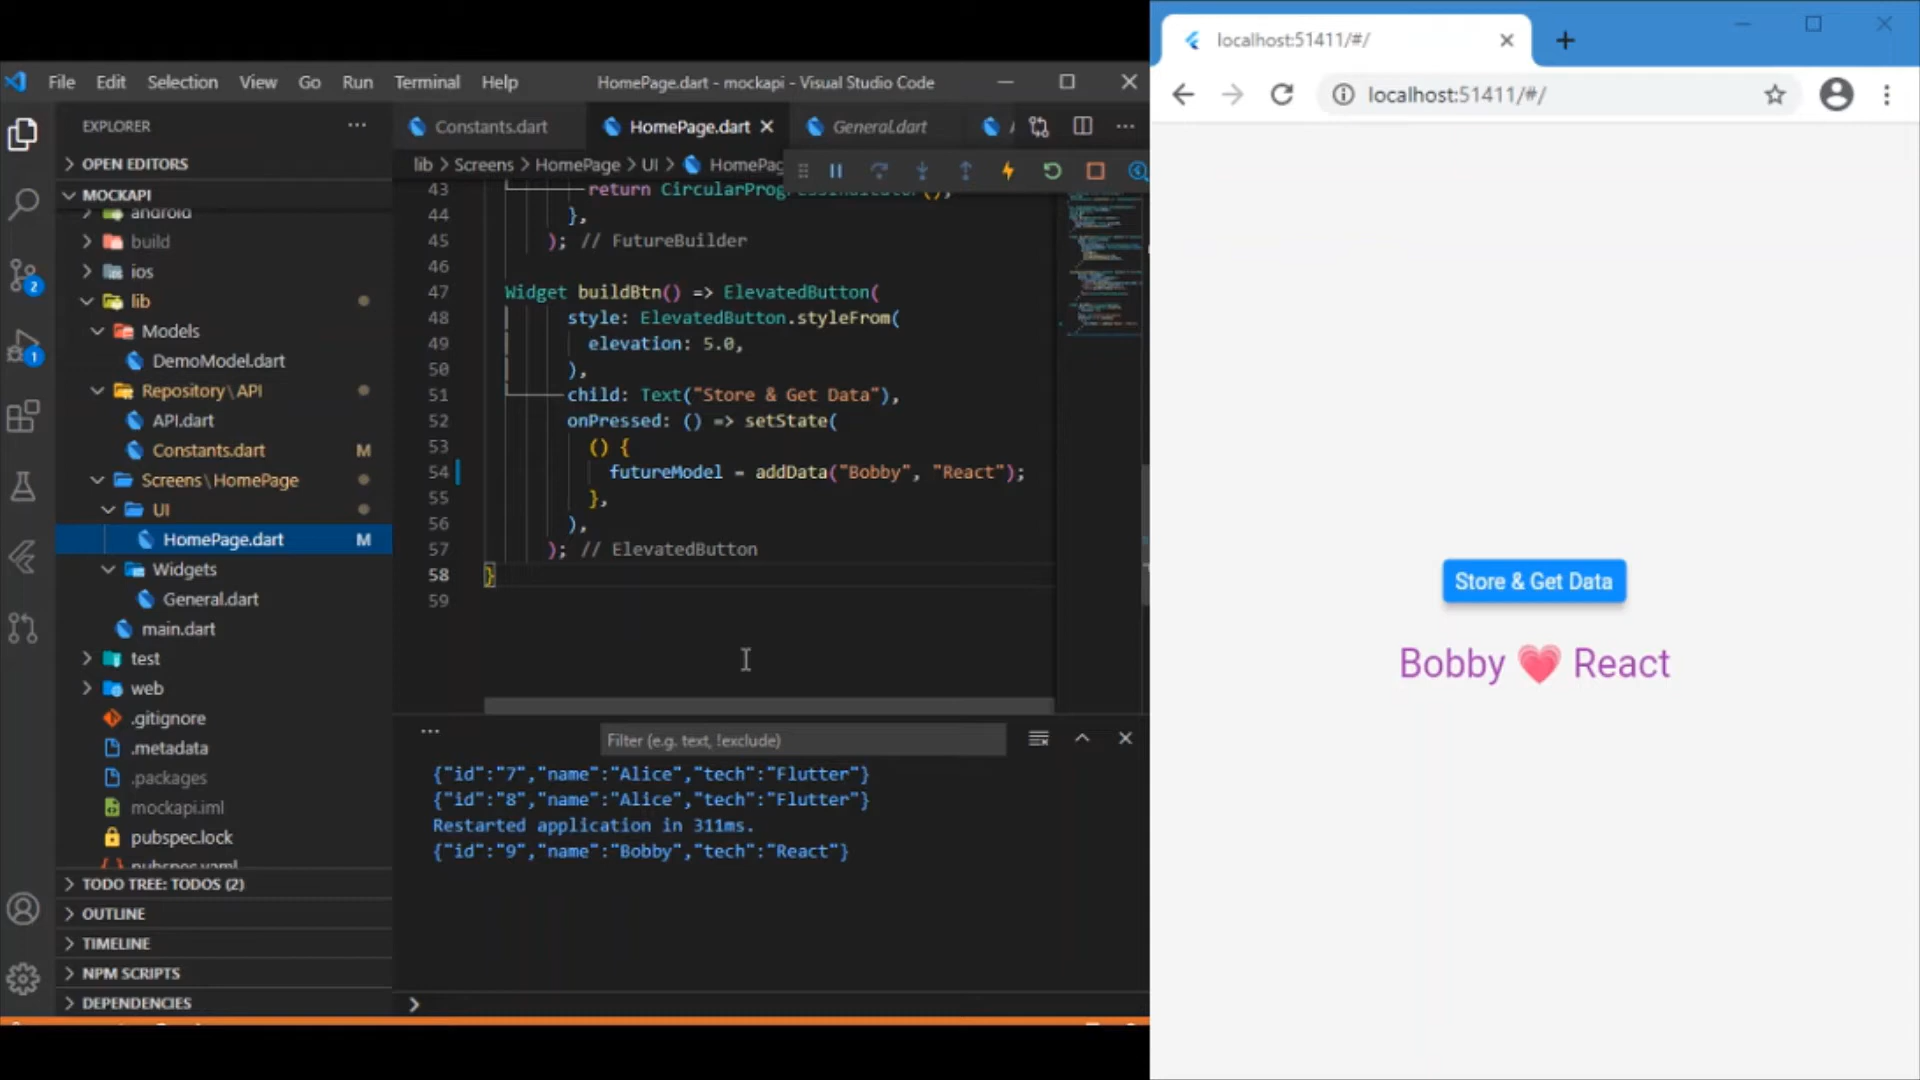 File Edit Selection View Go Run Terminal Help
HomePage.dart - mockapi - Visual Studio Code
EXPLORER
OPEN EDITORS
MOCKAPI
android
build
ios
lib
Models
DemoModel.dart
Repository\API
API.dart
Constants.dart M
Screens\HomePage
UI
HomePage.dart M
Widgets
General.dart
main.dart
test
web
.gitignore
.metadata
.packages
mockapi.iml
pubspec.lock
pubspec.yaml
TODO TREE: TODOS (2)
OUTLINE
TIMELINE
NPM SCRIPTS
DEPENDENCIES
2
1
Constants.dart HomePage.dart General.dart
lib > Screens > HomePage > UI > HomePag
43 return CircularProgressIndicator();
44 },
45 ); // FutureBuilder
46
47 Widget buildBtn() => ElevatedButton(
48 style: ElevatedButton.styleFrom(
49 elevation: 5.0,
50 ),
51 child: Text("Store & Get Data"),
52 onPressed: () => setState(
53 () {
54 futureModel = addData("Bobby", "React");
55 },
56 ),
57 ); // ElevatedButton
58 }
59
Filter (e.g. text, !exclude)
{"id":"7","name":"Alice","tech":"Flutter"}
{"id":"8","name":"Alice","tech":"Flutter"}
Restarted application in 311ms.
{"id":"9","name":"Bobby","tech":"React"}
localhost:51411/#/
localhost:51411/#/
Store & Get Data
Bobby 💗 React